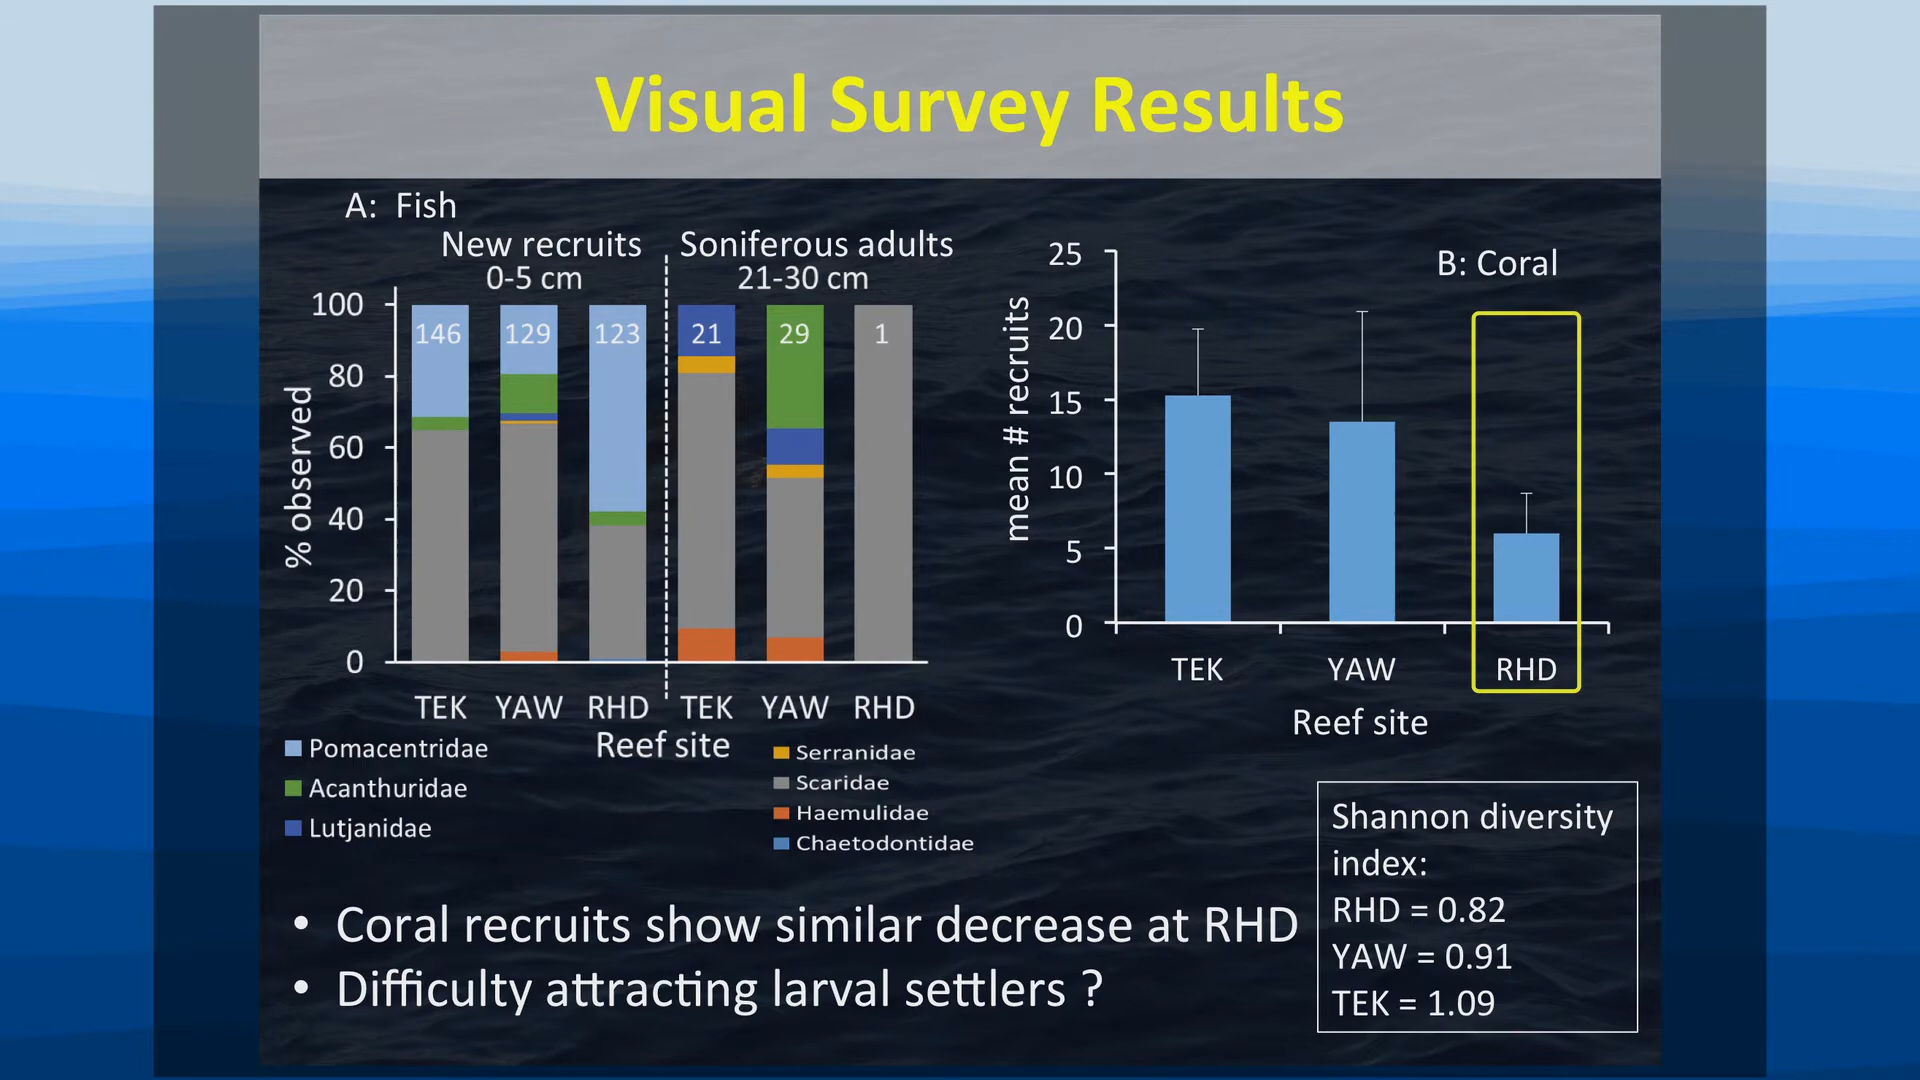 Visual Survey Results
A: Fish
New recruits
0-5 cm
Soniferous adults
21-30 cm
% observed
100
80
60
40
20
0
146
129
123
21
29
1
TEK
YAW
RHD
TEK
YAW
RHD
Reef site
Pomacentridae
Acanthuridae
Lutjanidae
Serranidae
Scaridae
Haemulidae
Chaetodontidae
B: Coral
mean # recruits
25
20
15
10
5
0
TEK
YAW
RHD
Reef site
• Coral recruits show similar decrease at RHD
• Difficulty attracting larval settlers ?
Shannon diversity
index:
RHD = 0.82
YAW = 0.91
TEK = 1.09